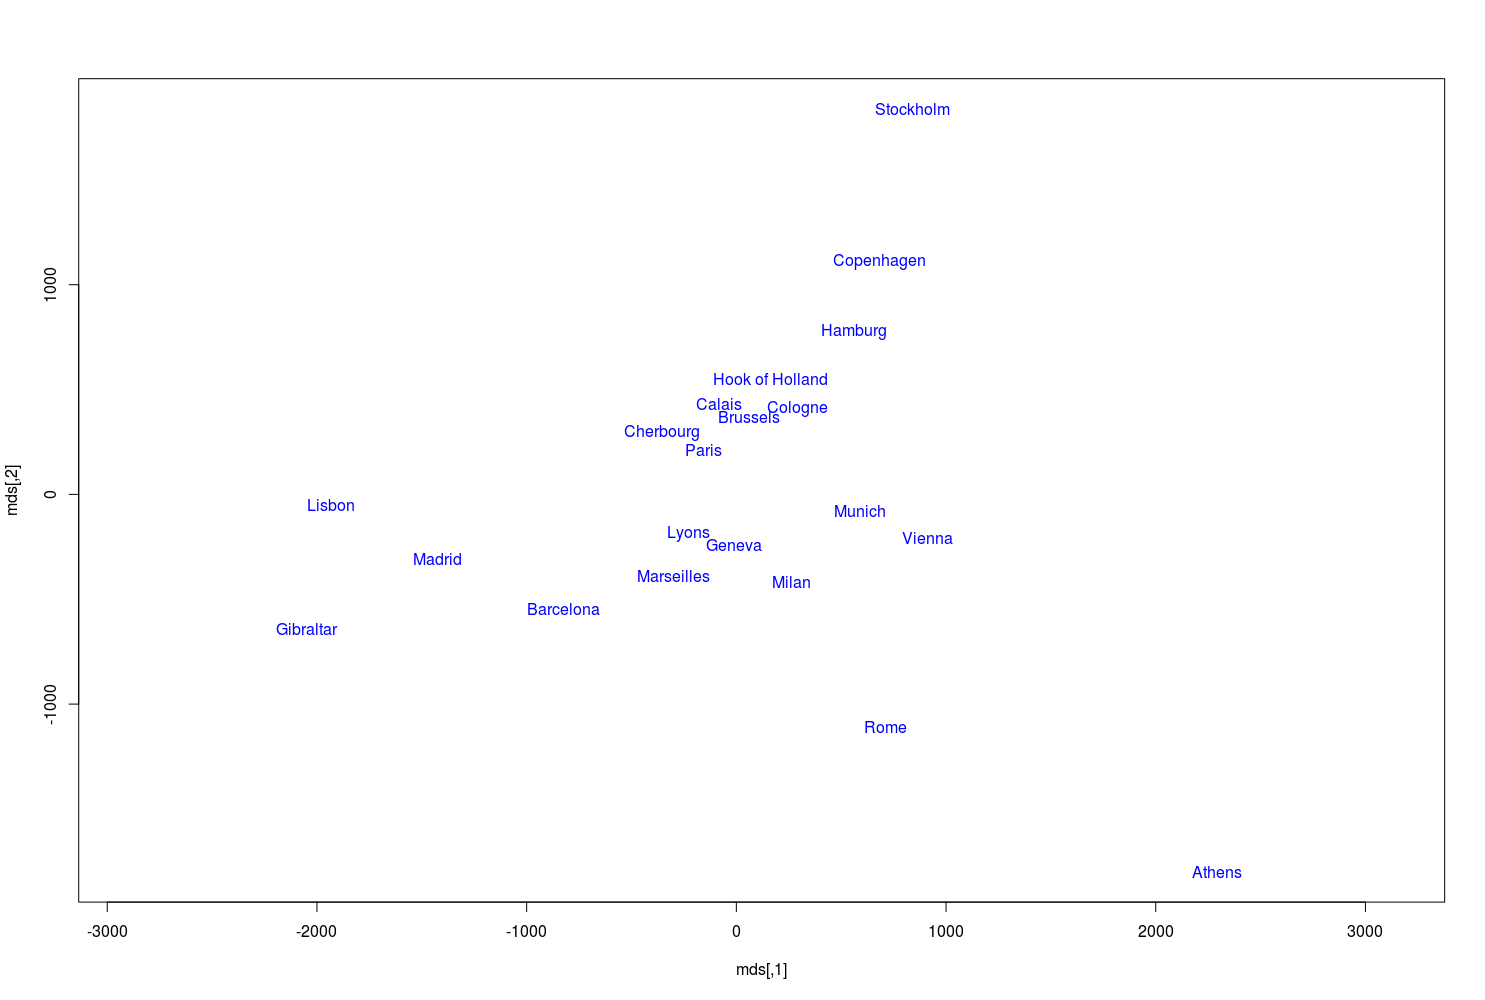 Stockholm
Copenhagen
1000
Hamburg
Hook of Holland
Calais
Cologne
Brussels
Cherbourg
Paris
mds[,2]
0
Lisbon
Munich
Lyons
Vienna
Geneva
Madrid
Marseilles
Milan
Barcelona
Gibraltar
-1000
Rome
Athens
-3000 -2000 -1000 0 1000 2000 3000
mds[,1]